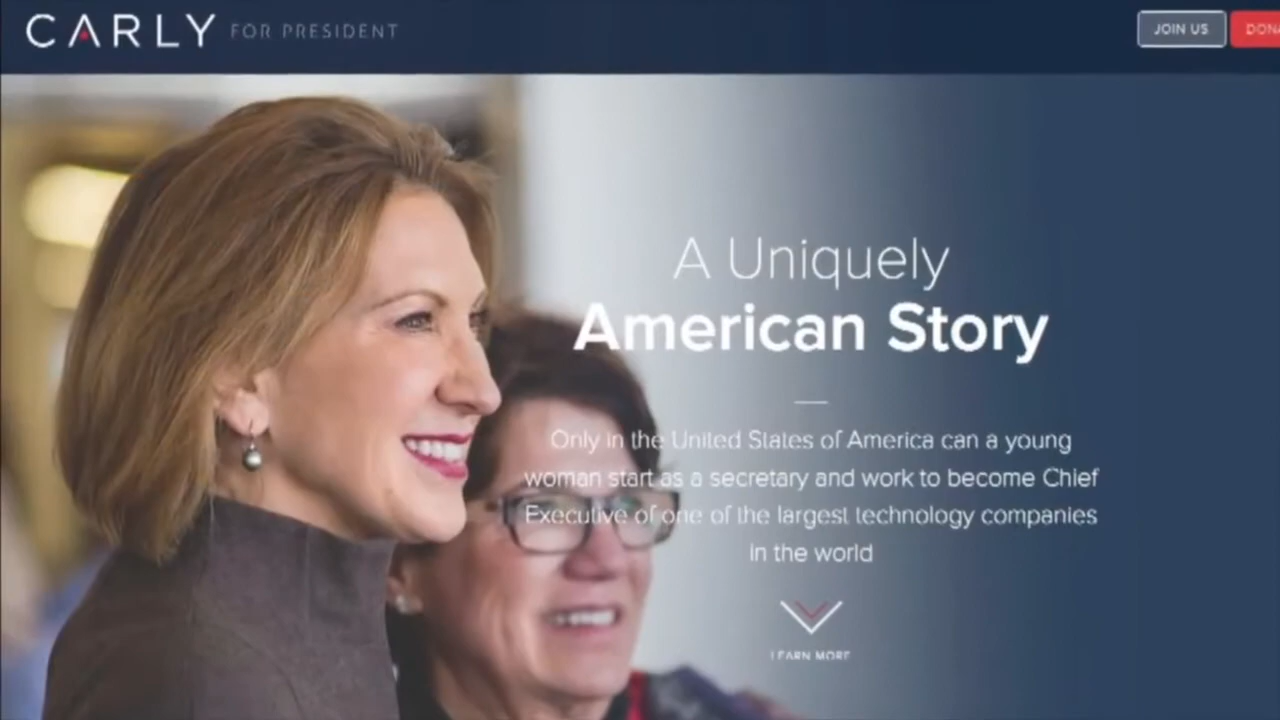 CARLY FOR PRESIDENT
JOIN US
A Uniquely
American Story
Only in the United States of America can a young
woman start as a secretary and work to become Chief
Executive of one of the largest technology companies
in the world
LEARN MORE